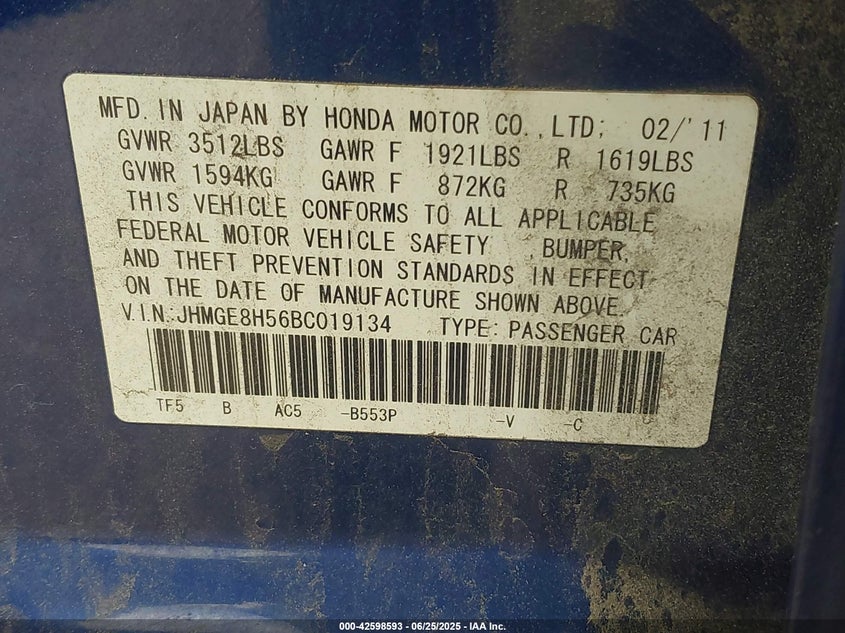 MFD. IN JAPAN BY HONDA MOTOR CO.,LTD; 02/'11
GVWR 3512LBS GAWR F 1921LBS R 1619LBS
GVWR 1594KG GAWR F 872KG R 735KG
THIS VEHICLE CONFORMS TO ALL APPLICABLE
FEDERAL MOTOR VEHICLE SAFETY , BUMPER,
AND THEFT PREVENTION STANDARDS IN EFFECT
ON THE DATE OF MANUFACTURE SHOWN ABOVE.
V.I.N. JHMGE8H56BC019134 TYPE: PASSENGER CAR
TF5 B AC5 -B553P -V -C
000-42598593 - 06/25/2025 - IAA Inc.